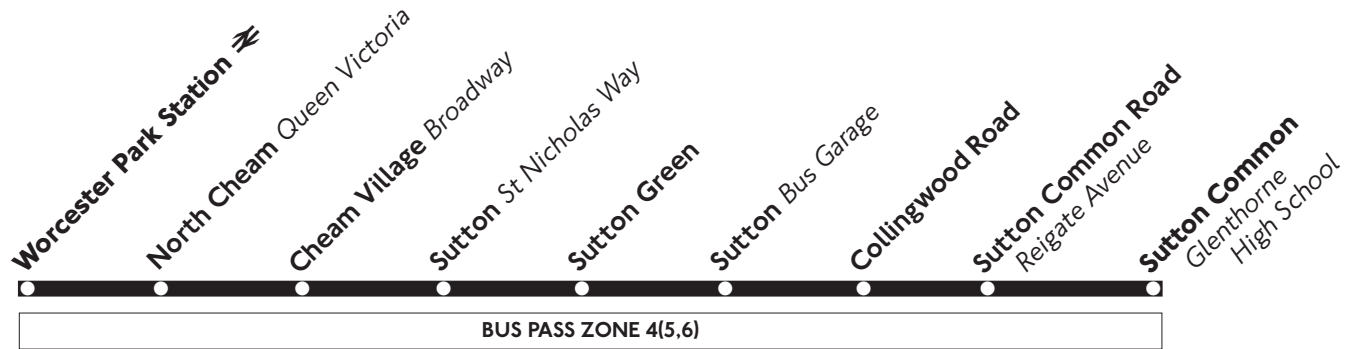 Worcester Park Station
North Cheam Queen Victoria
Cheam Village Broadway
Sutton St Nicholas Way
Sutton Green
Sutton Bus Garage
Collingwood Road
Sutton Common Road
Reigate Avenue
Sutton Common
Glenthorne
High School
BUS PASS ZONE 4(5,6)